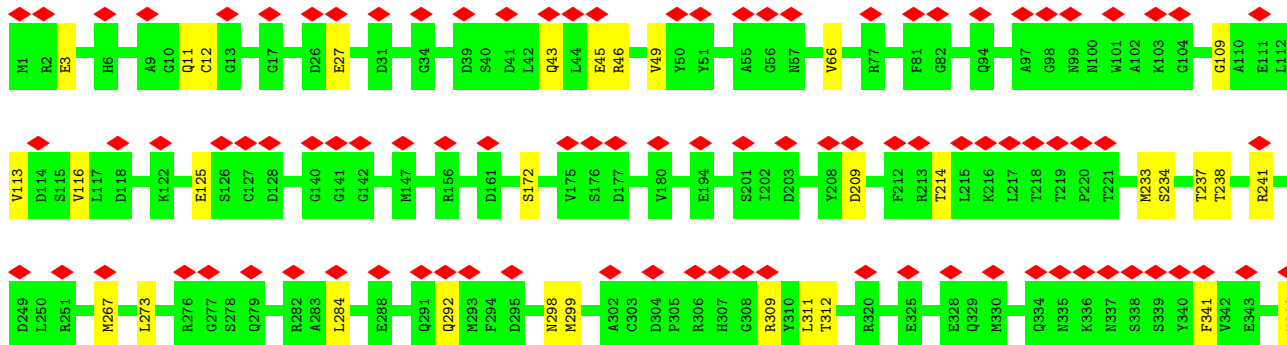 M1 R2 E3 H6 A9 G10 Q11 C12 G13 G17 D26 E27 D31 G34 D39 S40 D41 L42 Q43 L44 E45 R46 V49 Y50 Y51 A55 G56 N57 V66 R77 F81 G82 Q94 A97 G98 N99 N100 W101 A102 K103 G104 G109 A110 E111 L112
V113 D114 S115 V116 L117 D118 K122 E125 S126 C127 D128 G140 G141 G142 M147 R156 D161 S172 V175 S176 D177 V180 E194 S201 I202 D203 Y208 D209 F212 R213 T214 L215 K216 L217 T218 T219 P220 T221 M233 S234 T237 T238 R241
D249 L250 R251 M267 L273 R276 G277 S278 Q279 R282 A283 L284 E288 Q291 Q292 M293 F294 D295 N298 M299 A302 C303 D304 P305 R306 H307 G308 R309 Y310 L311 T312 R320 E325 E328 Q329 M330 Q334 N335 K336 N337 S338 S339 Y340 F341 V342 E343